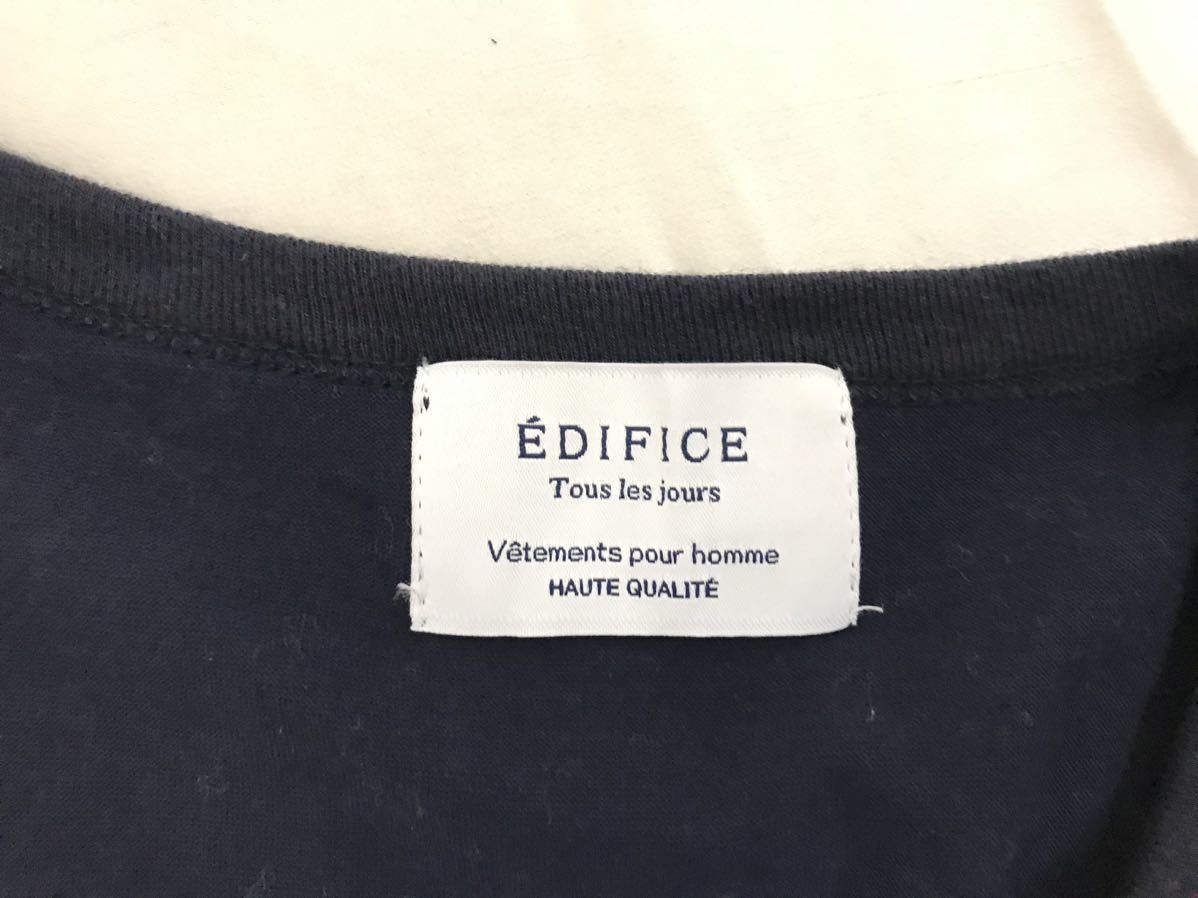 ÉDIFICE
Tous les jours
Vêtements pour homme
HAUTE QUALITÉ